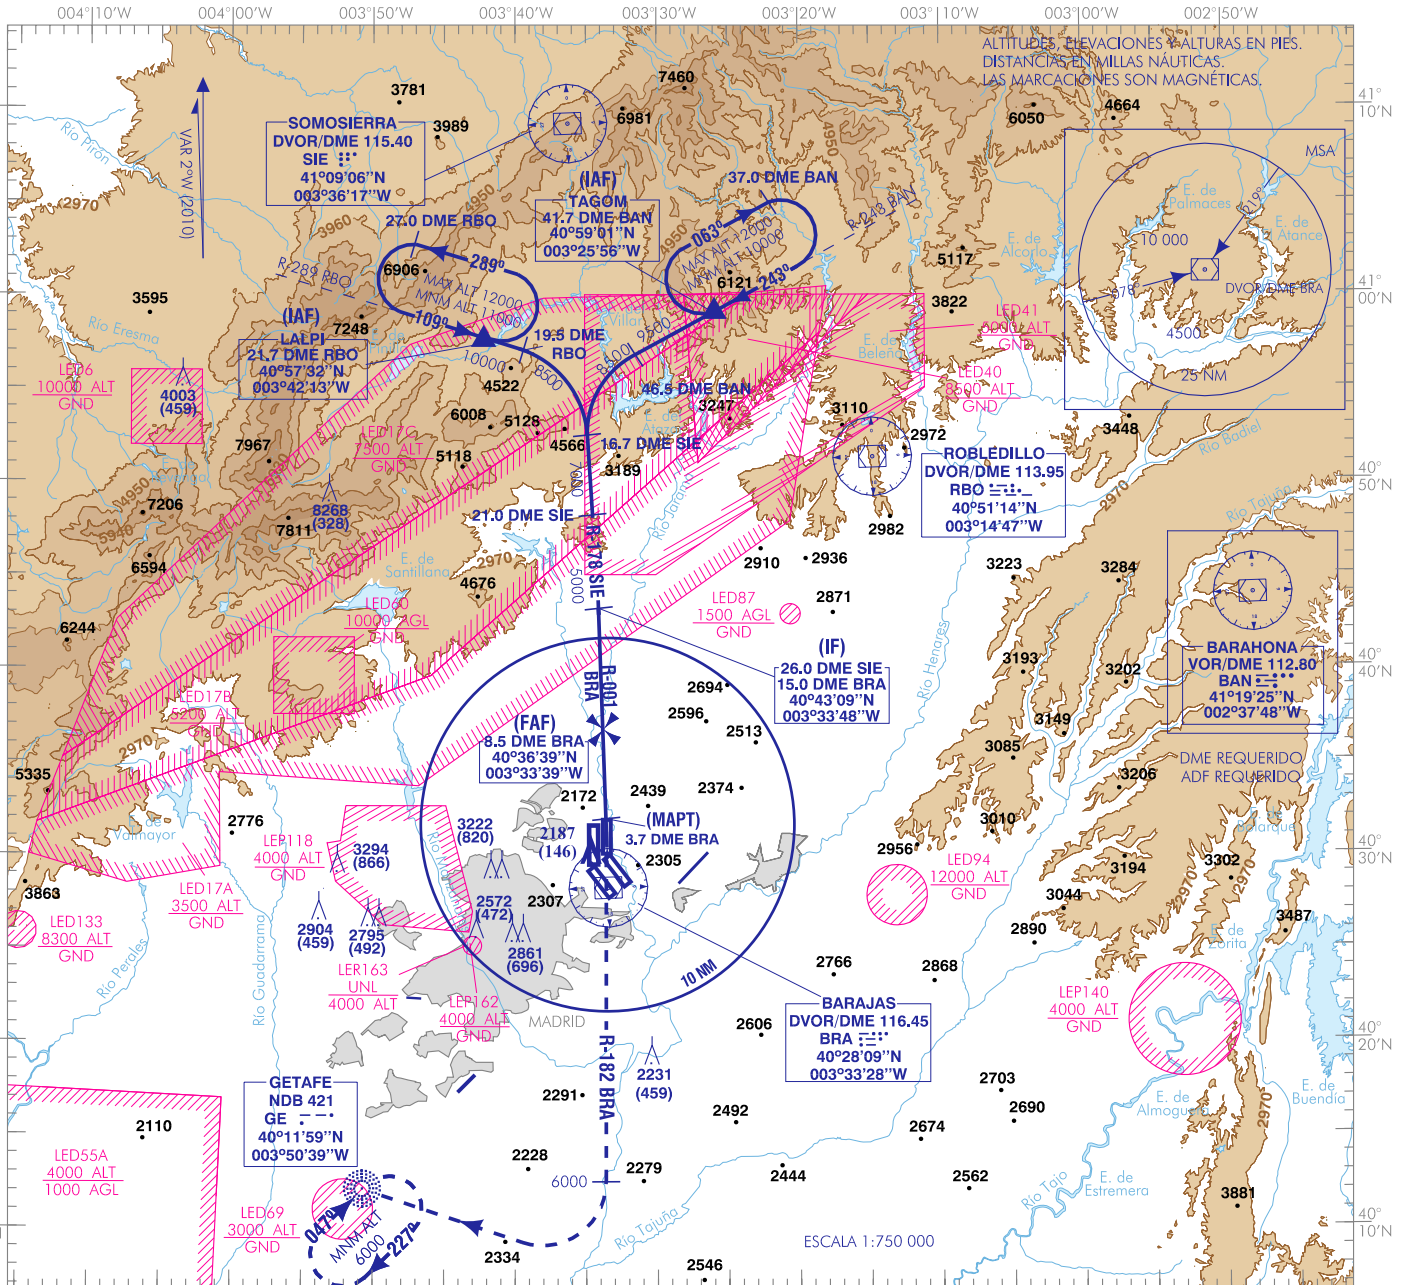 004°10'W
004°00'W
003°50'W
003°40'W
003°30'W
003°20'W
003°10'W
003°00'W
002°50'W
ALTITUDES, ELEVACIONES Y ALTURAS EN PIES.
DISTANCIAS EN MILLAS NÁUTICAS.
LAS MARCACIONES SON MAGNÉTICAS.
41°
10'N
41°
00'N
40°
50'N
40°
40'N
40°
30'N
40°
20'N
40°
10'N
VAR 2°W (2010)
Río Pirón
3781
3989
7460
6981
6050
4664
4950
SOMOSIERRA
DVOR/DME 115.40
SIE
41°09'06"N
003°36'17"W
(IAF)
TAGOM
41.7 DME BAN
40°59'01"N
003°25'56"W
37.0 DME BAN
R-243 BAN
063°
MAX ALT 12000
MNM ALT 10000
243°
6121
4950
MSA
E. de
Palmaces
E. de
Atance
219°
10 000
078°
DVOR/DME BRA
4500
25 NM
2970
3960
4950
27.0 DME RBO
R-289 RBO
6906
289°
MAX ALT 12000
MNM ALT 11000
109°
7248
3595
Río Eresma
(IAF)
LALPI
21.7 DME RBO
40°57'32"N
003°42'13"W
19.5 DME
RBO
10000
8500
8500
9500
4522
46.5 DME BAN
E. de
Alcorlo
5117
3822
E. de
Beleña
LED41
5000 ALT
GND
LED40
8500 ALT
GND
LED6
10000 ALT
GND
4003
(459)
6008
5128
4566
5118
3247
3110
2972
3448
Río Badiel
16.7 DME SIE
3189
7000
LED17C
7500 ALT
GND
7967
7206
4950
5940
8268
(328)
7811
6594
6244
21.0 DME SIE
R-178 SIE
5000
Río Jarama
ROBLEDILLO
DVOR/DME 113.95
RBO
40°51'14"N
003°14'47"W
2970
2982
2910
2936
2871
3223
3284
Río Tajuña
Río Henares
E. de
Santillana
2970
4676
LED60
10000 AGL
GND
LED87
1500 AGL
GND
(IF)
26.0 DME SIE
15.0 DME BRA
40°43'09"N
003°33'48"W
BARAHONA
VOR/DME 112.80
BAN
41°19'25"N
002°37'48"W
3193
3202
3149
3085
3206
3010
DME REQUERIDO
ADF REQUERIDO
LED17B
5200 ALT
GND
2970
R-001
BRA
2694
2596
2513
2374
2439
2172
(FAF)
8.5 DME BRA
40°36'39"N
003°33'39"W
5335
E. de
Valmayor
2776
3863
LEP118
4000 ALT
GND
3294
(866)
3222
(820)
2187
(146)
(MAPT)
3.7 DME BRA
2305
2956
LED94
12000 ALT
GND
3302
3194
3044
2970
2970
2890
3487
E. de
Zorita
LED17A
3500 ALT
GND
LED133
8300 ALT
GND
2904
(459)
2795
(492)
2572
(472)
2307
2861
(696)
Río Perales
Río Guadarrama
LER163
UNL
4000 ALT
LEP162
4000 ALT
GND
MADRID
10 NM
2766
2868
LEP140
4000 ALT
GND
BARAJAS
DVOR/DME 116.45
BRA
40°28'09"N
003°33'28"W
2606
R-182 BRA
2231
(459)
2291
2492
2703
2690
2674
E. de
Almoguera
E. de
Buendía
2970
GETAFE
NDB 421
GE
40°11'59"N
003°50'39"W
2110
LED55A
4000 ALT
1000 AGL
2228
2279
6000
2444
2562
Río Tajo
E. de
Estremera
3881
LED69
3000 ALT
GND
047°
MNM ALT
6000
227°
2334
Río Tajuña
2546
ESCALA 1:750 000